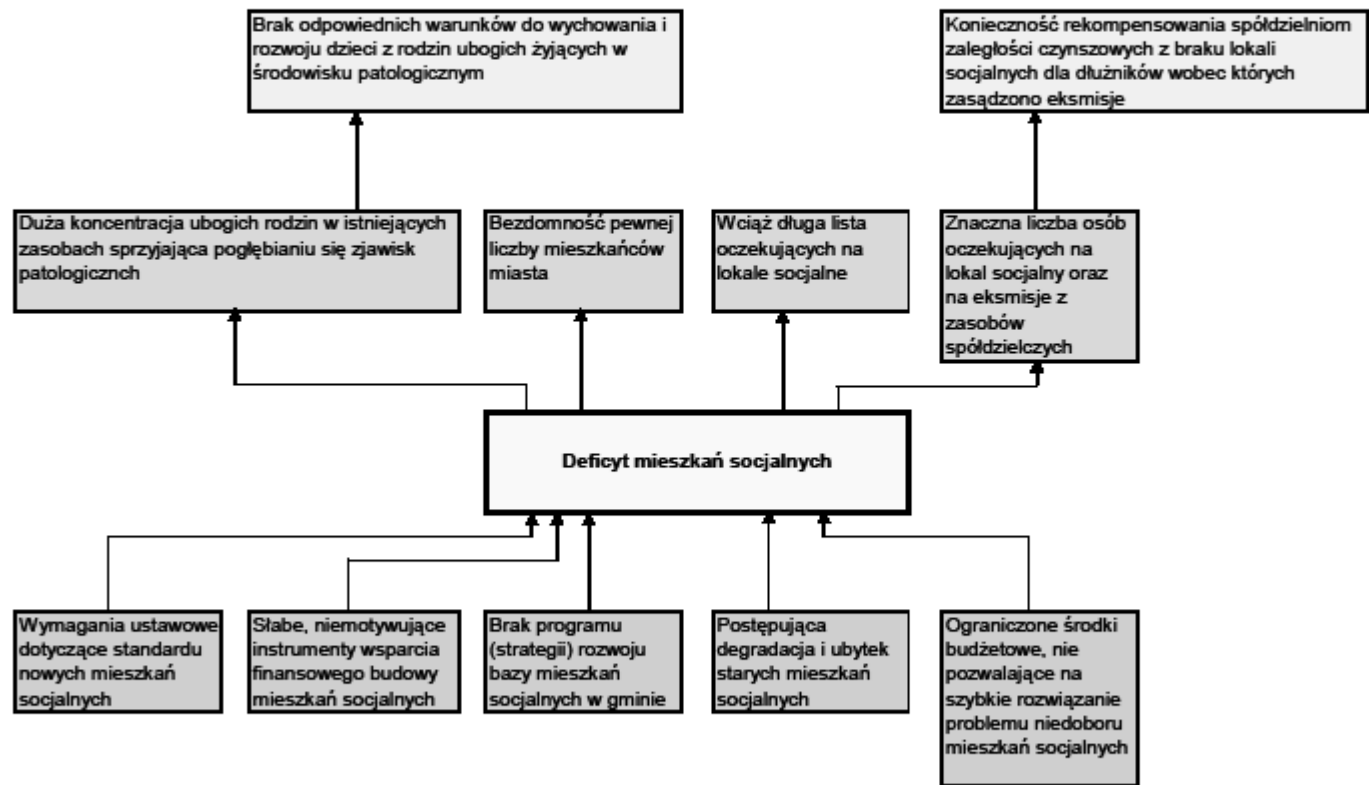 Brak odpowiednich warunków do wychowania i
rozwoju dzieci z rodzin ubogich żyjących w
środowisku patologicznym
Konieczność rekompensowania spółdzielniom
zaległości czynszowych z braku lokali
socjalnych dla dłużników wobec których
zasądzono eksmisje
Duża koncentracja ubogich rodzin w istniejących
zasobach sprzyjająca pogłębianiu się zjawisk
patologicznch
Bezdomność pewnej
liczby mieszkańców
miasta
Wciąż długa lista
oczekujących na
lokale socjalne
Znaczna liczba osób
oczekujących na
lokal socjalny oraz
na eksmisje z
zasobów
spółdzielczych
Deficyt mieszkań socjalnych
Wymagania ustawowe
dotyczące standardu
nowych mieszkań
socjalnych
Słabe, niemotywujące
instrumenty wsparcia
finansowego budowy
mieszkań socjalnych
Brak programu
(strategii) rozwoju
bazy mieszkań
socjalnych w gminie
Postępująca
degradacja i ubytek
starych mieszkań
socjalnych
Ograniczone środki
budżetowe, nie
pozwalające na
szybkie rozwiązanie
problemu niedoboru
mieszkań socjalnych